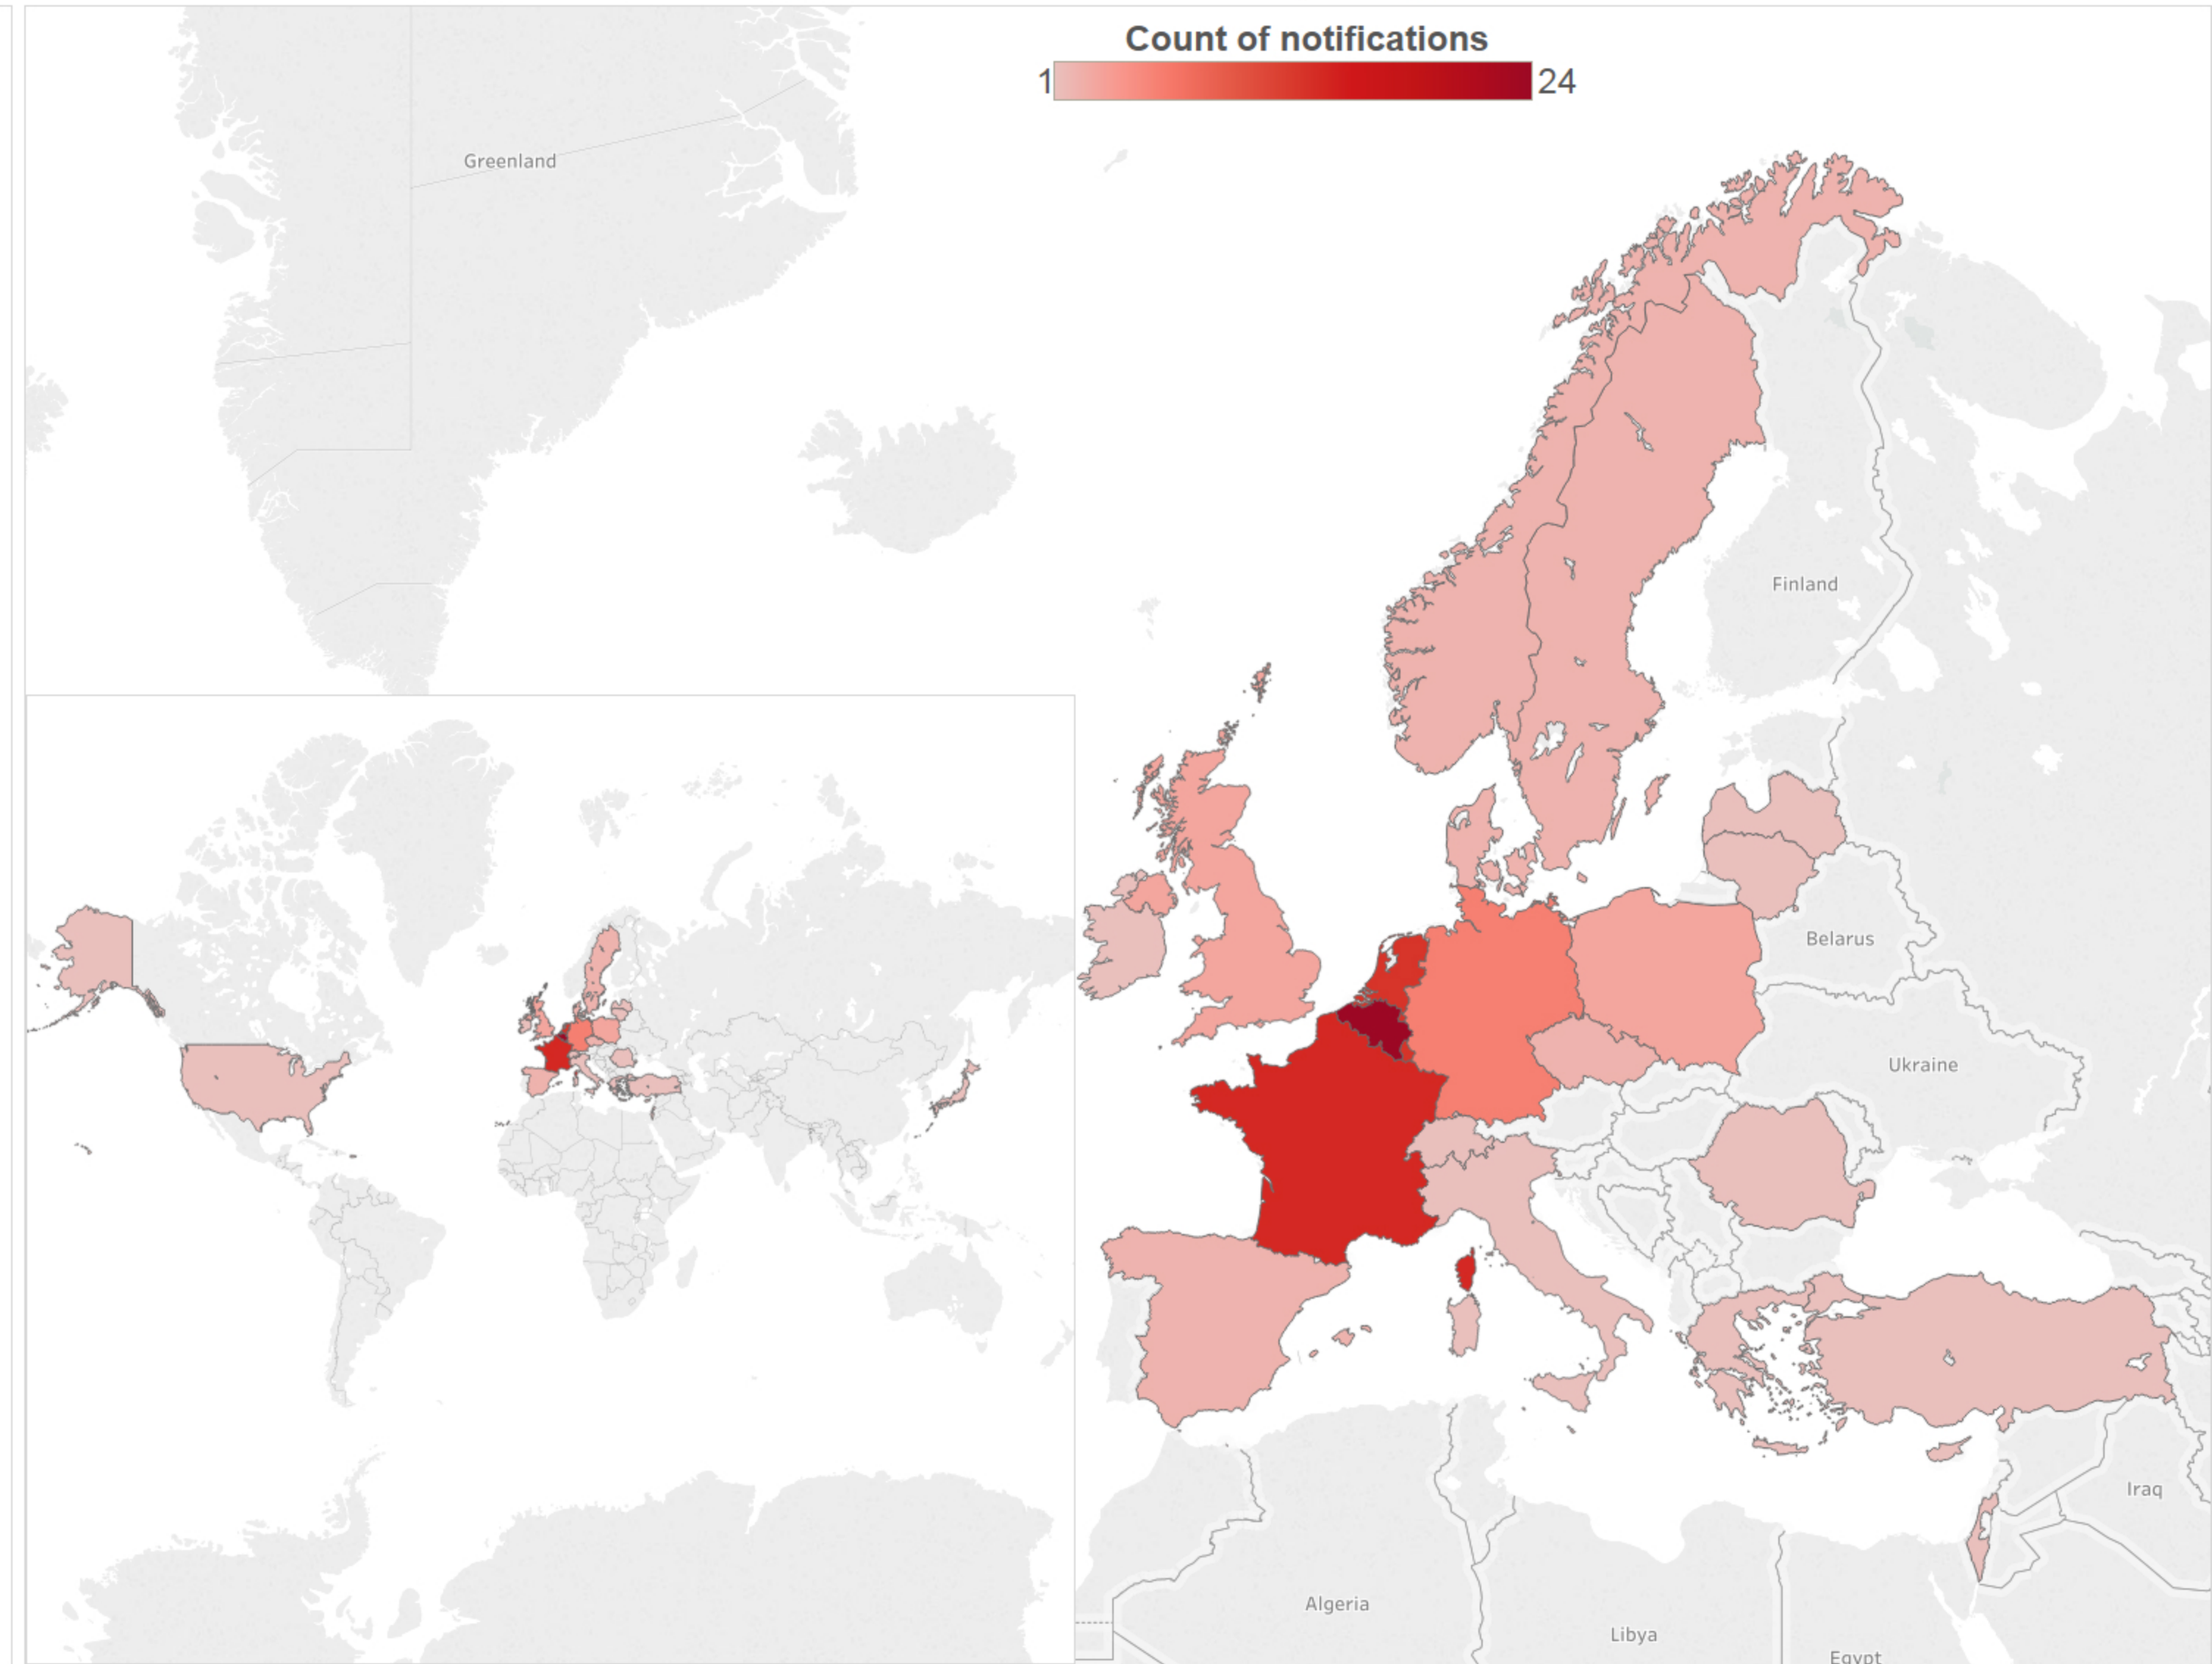 Count of notifications
1 24
Greenland
Finland
Belarus
Ukraine
Iraq
Algeria
Libya
Egypt